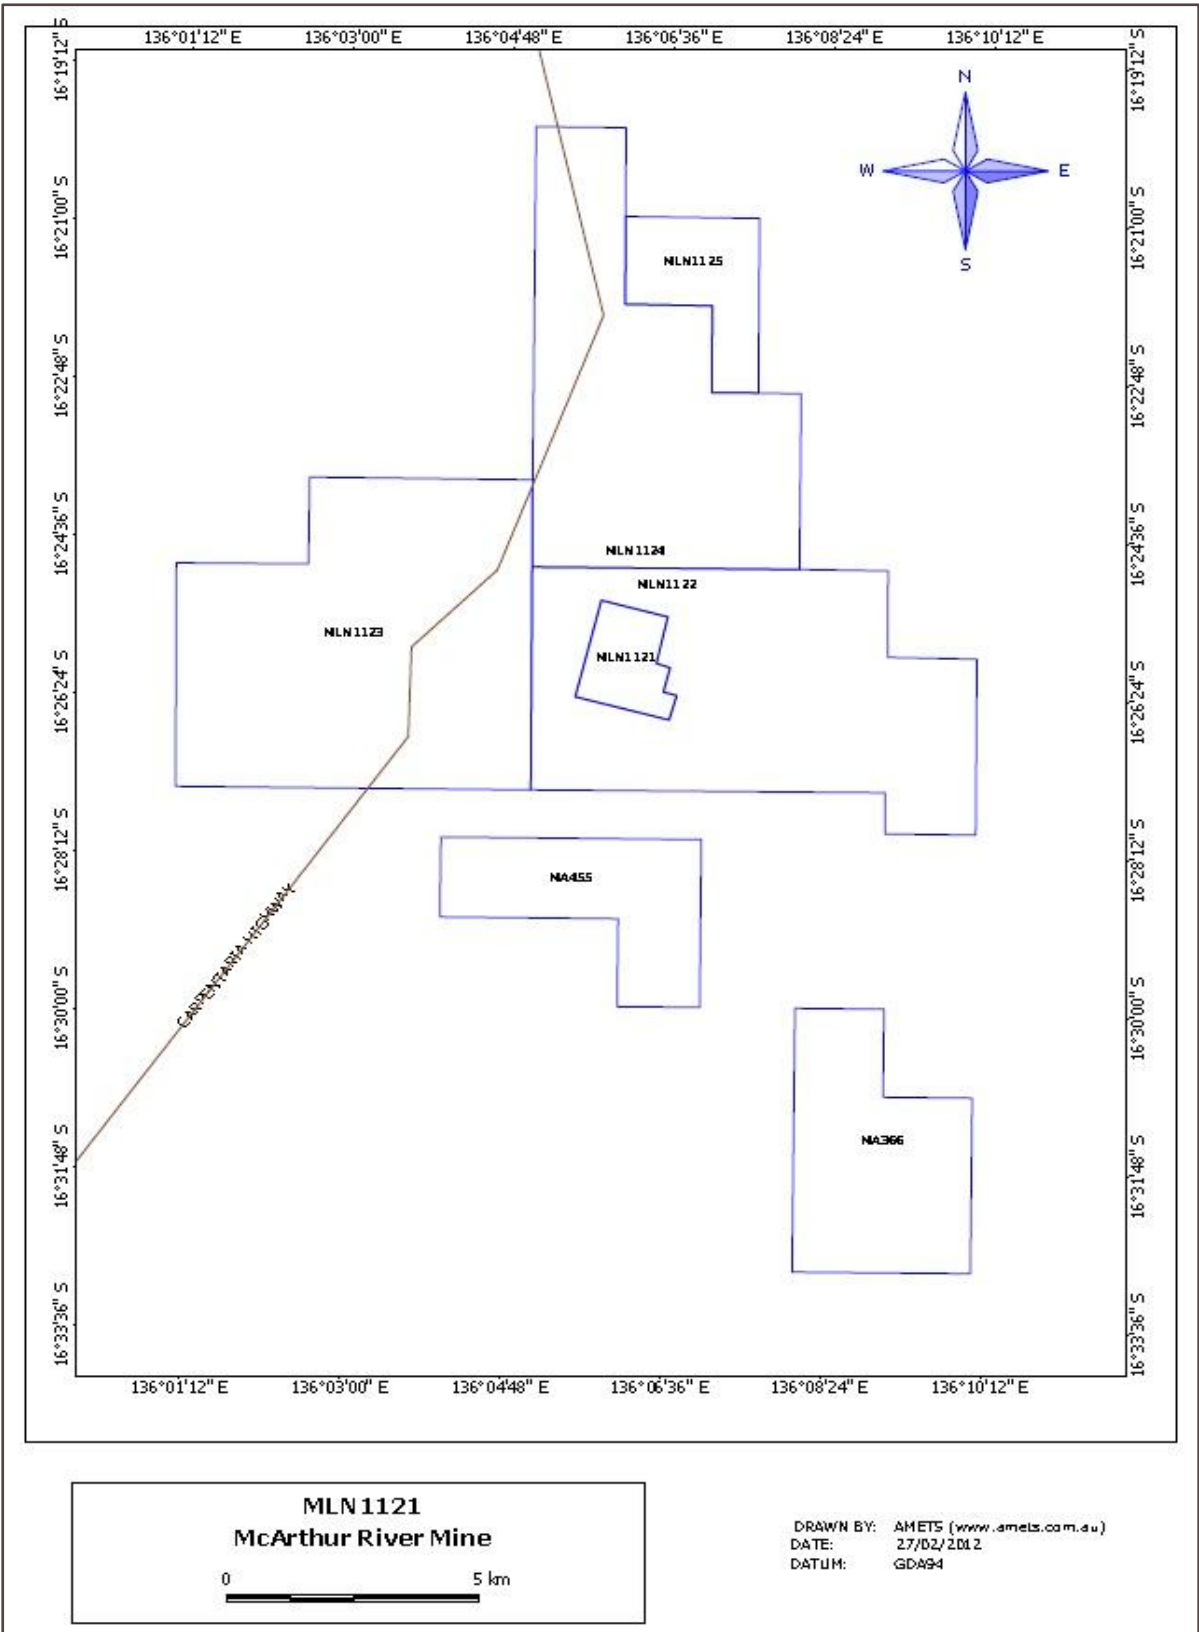 136°01'12" E 136°03'00" E 136°04'48" E 136°06'36" E 136°08'24" E 136°10'12" E
16°19'12" S
16°19'12" S
N
W
E
S
16°21'00" S
16°21'00" S
MLN1125
16°22'48" S
16°22'48" S
16°24'36" S
16°24'36" S
MLN1124
MLN1122
MLN1123
MLN1121
16°26'24" S
16°26'24" S
16°28'12" S
16°28'12" S
MA455
CARPENTARIA HIGHWAY
16°30'00" S
16°30'00" S
MA366
16°31'48" S
16°31'48" S
16°33'36" S
16°33'36" S
136°01'12" E 136°03'00" E 136°04'48" E 136°06'36" E 136°08'24" E 136°10'12" E
MLN1121
McArthur River Mine
0 5 km
DRAWN BY: AMETS (www.amets.com.au)
DATE: 27/02/2012
DATUM: GDA94